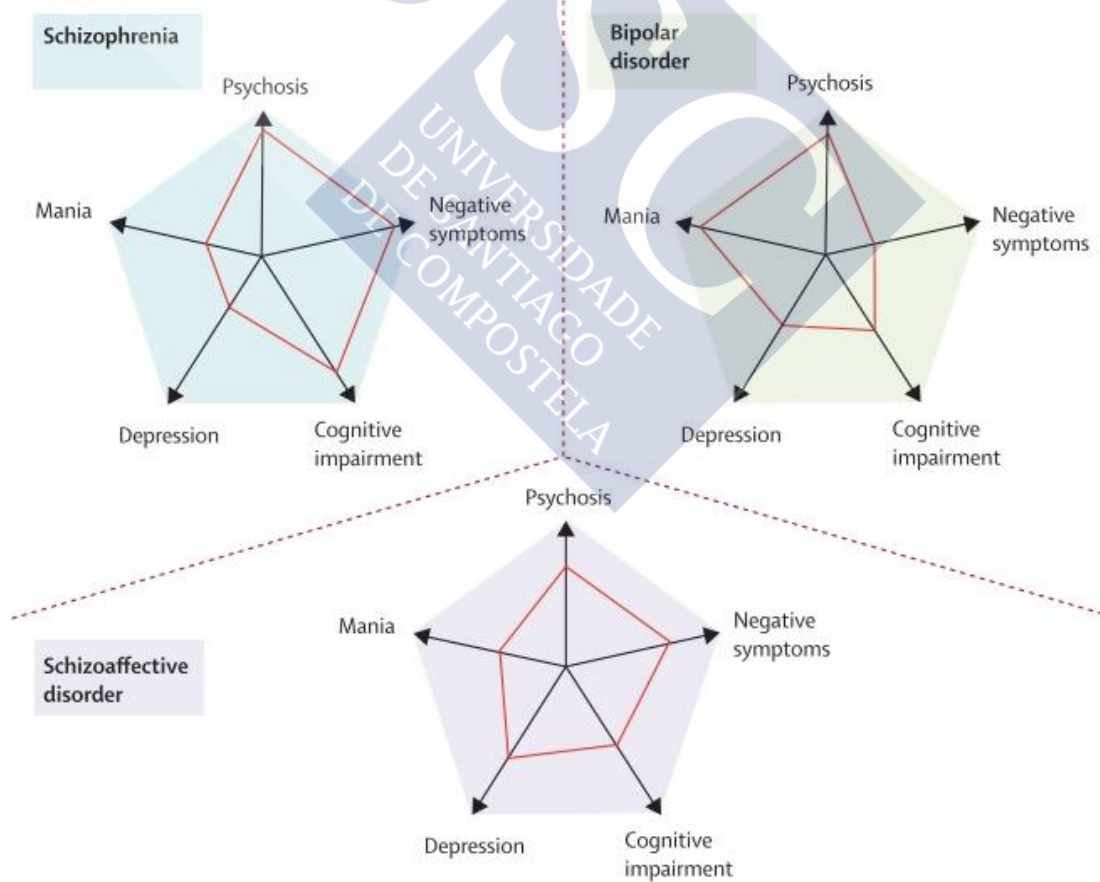 Schizophrenia
Psychosis
Mania
Negative
symptoms
Depression
Cognitive
impairment
Bipolar
disorder
Psychosis
Mania
Negative
symptoms
Depression
Cognitive
impairment
SC
UNIVERSIDADE
DE SANTIAGO
DE COMPOSTELA
Psychosis
Mania
Negative
symptoms
Schizoaffective
disorder
Depression
Cognitive
impairment